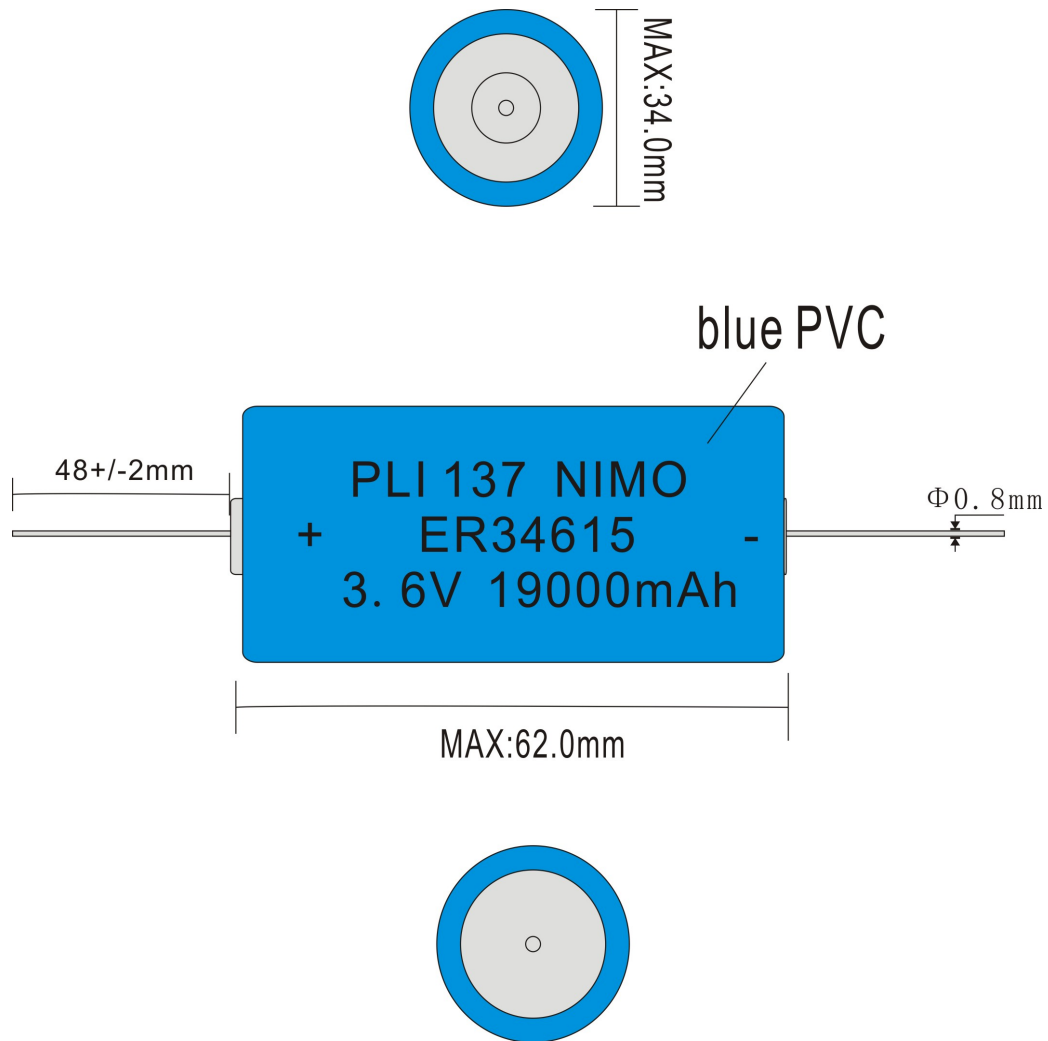 MAX:34.0mm
blue PVC
48+/-2mm
PLI 137 NIMO
Φ0.8mm
+ ER34615 -
3.6V 19000mAh
MAX:62.0mm